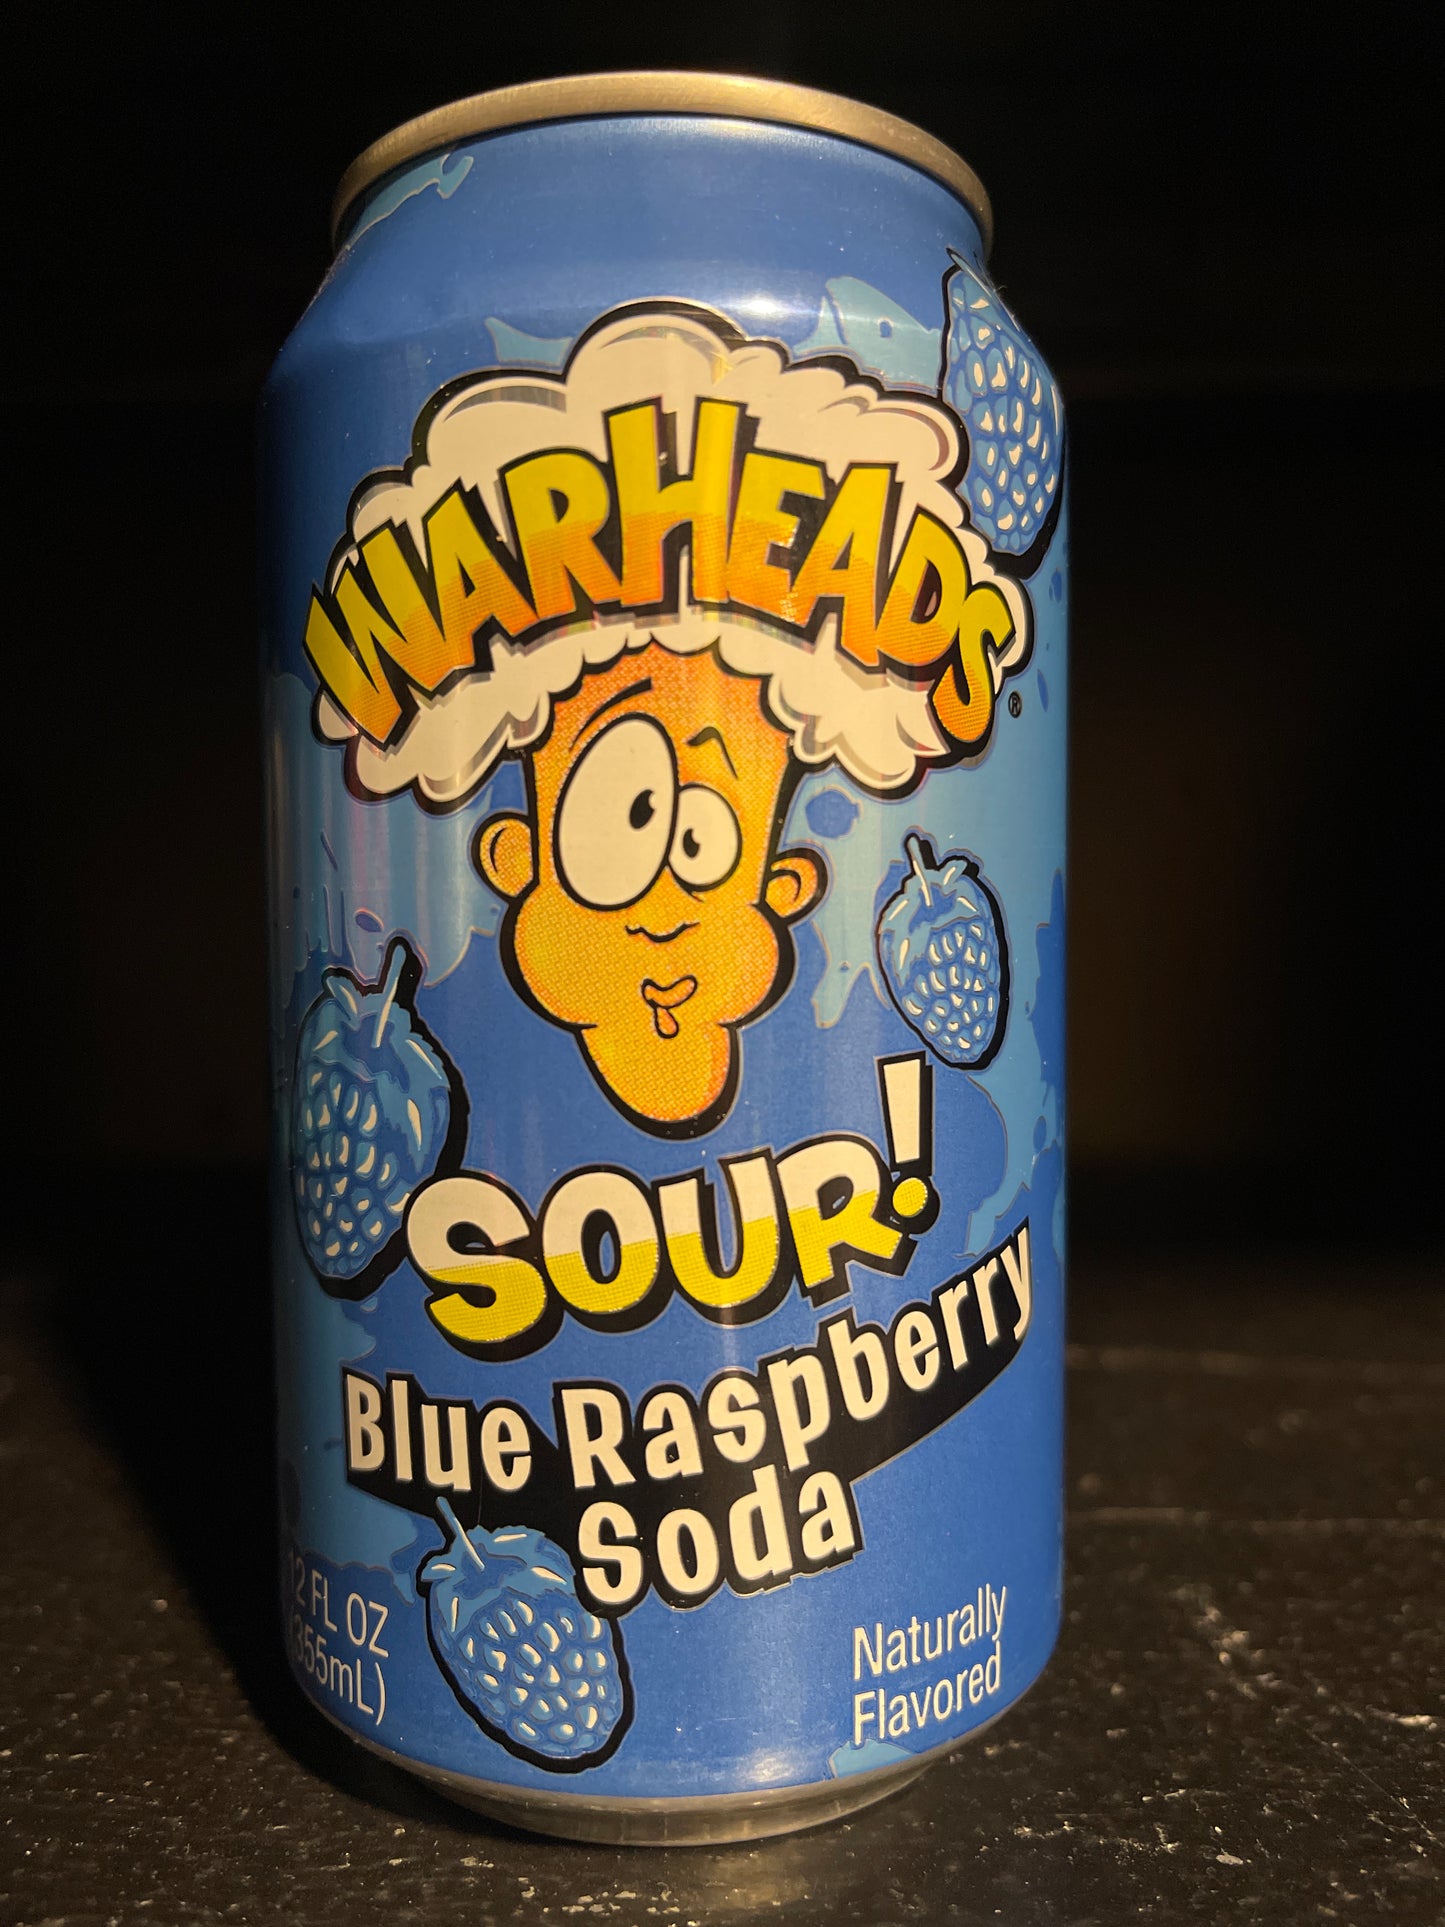 WARHEADS®
SOUR!
Blue Raspberry
Soda
12 FL OZ
(355mL)
Naturally
Flavored